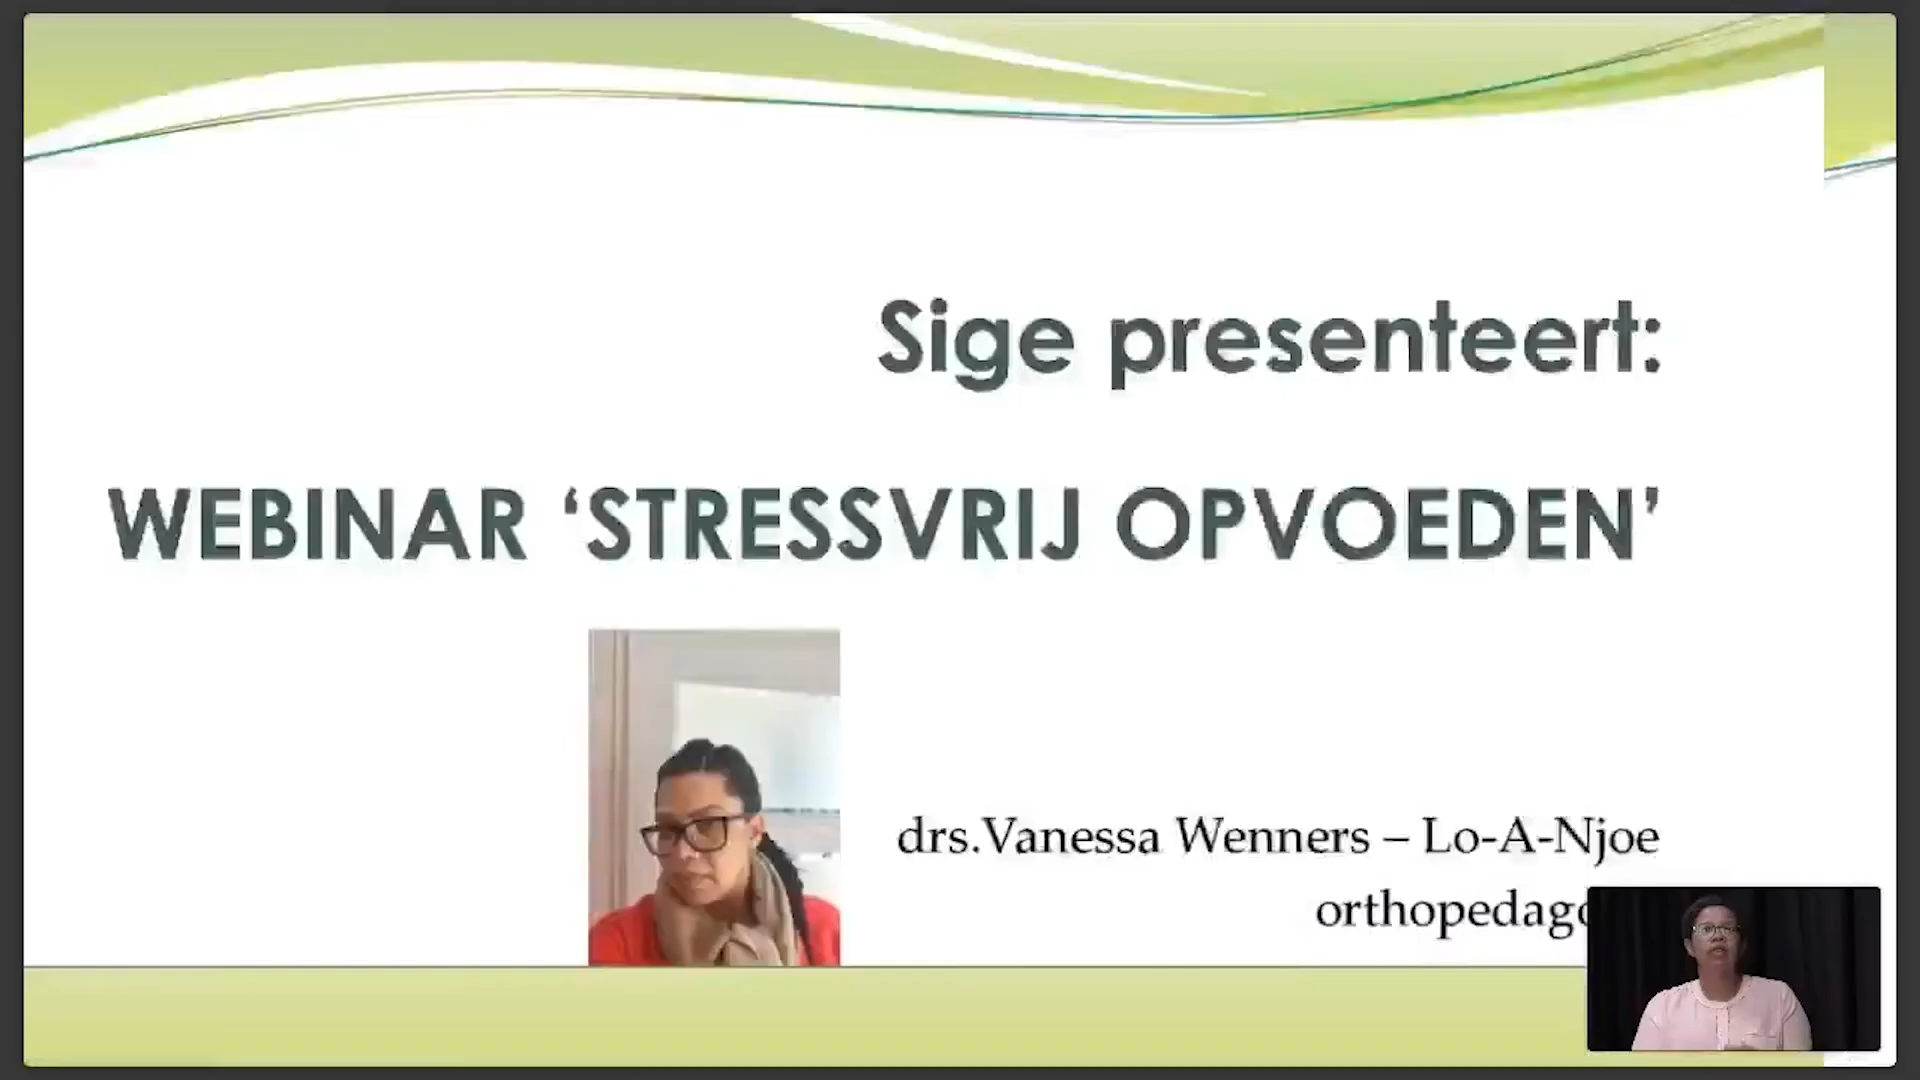 Sige presenteert:
WEBINAR ‘STRESSVRIJ OPVOEDEN’
drs.Vanessa Wenners – Lo-A-Njoe